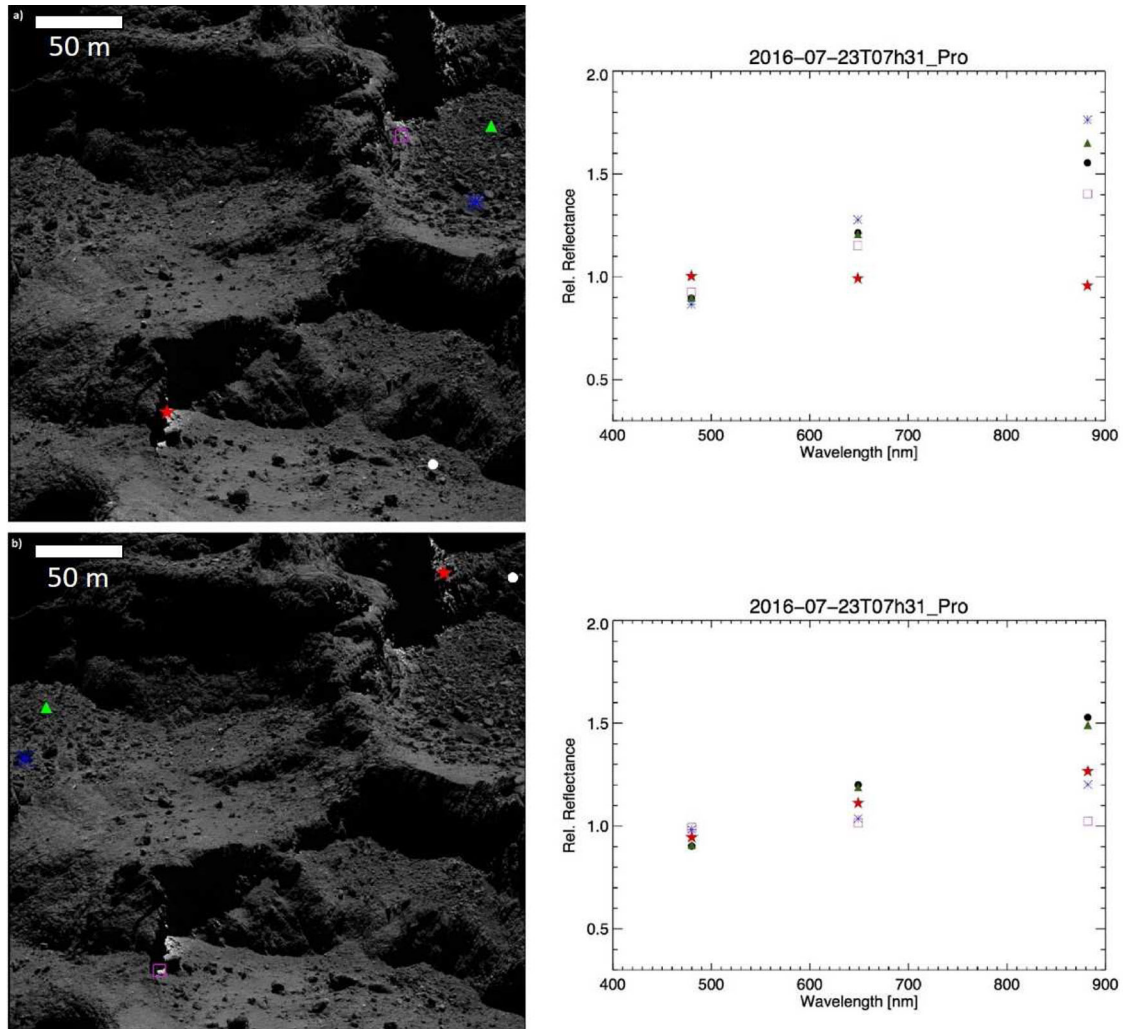 a)
50 m
2016-07-23T07h31_Pro
2.0
1.5
1.0
0.5
Rel. Reflectance
400 500 600 700 800 900
Wavelength [nm]
b)
50 m
2016-07-23T07h31_Pro
2.0
1.5
1.0
0.5
Rel. Reflectance
400 500 600 700 800 900
Wavelength [nm]